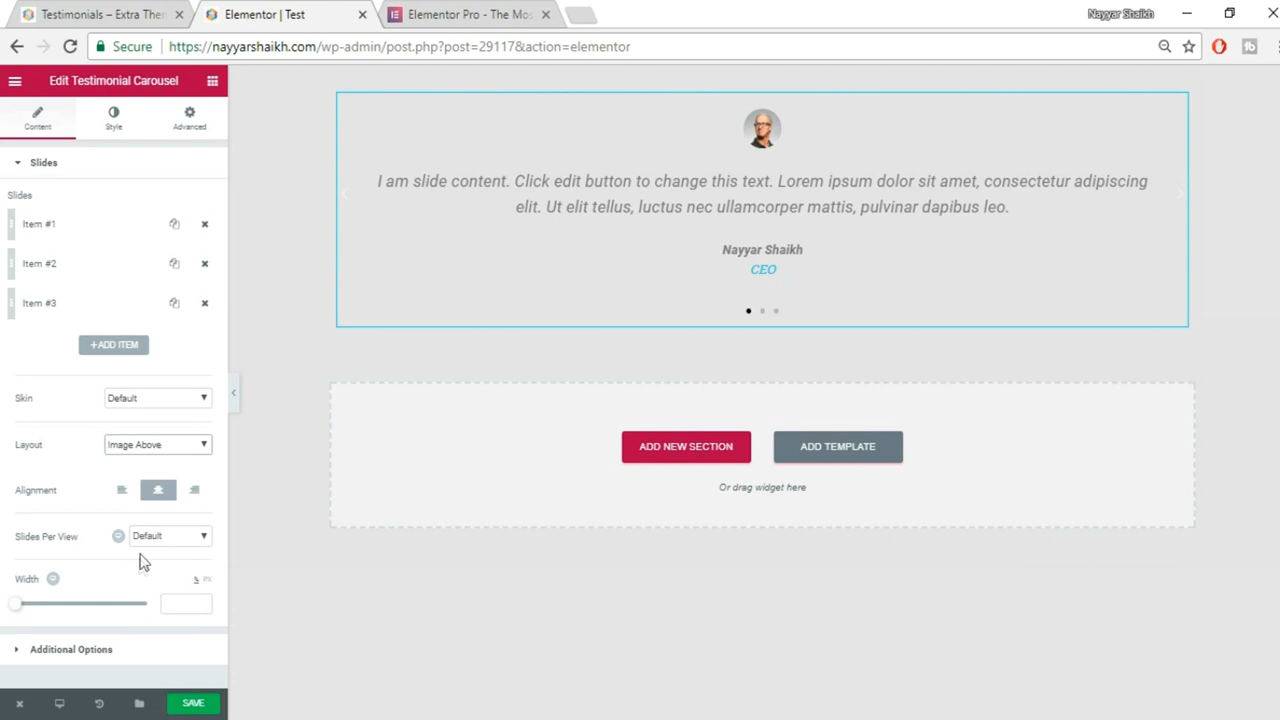 Testimonials – Extra Them
Elementor | Test
Elementor Pro - The Mos
Nayyar Shaikh
Secure
https://nayyarshaikh.com/wp-admin/post.php?post=29117&action=elementor
Edit Testimonial Carousel
Content
Style
Advanced
Slides
Slides
Item #1
Item #2
Item #3
+ADD ITEM
Skin
Default
Layout
Image Above
Alignment
Slides Per View
Default
Width
% PX
Additional Options
SAVE
I am slide content. Click edit button to change this text. Lorem ipsum dolor sit amet, consectetur adipiscing
elit. Ut elit tellus, luctus nec ullamcorper mattis, pulvinar dapibus leo.
Nayyar Shaikh
CEO
ADD NEW SECTION
ADD TEMPLATE
Or drag widget here